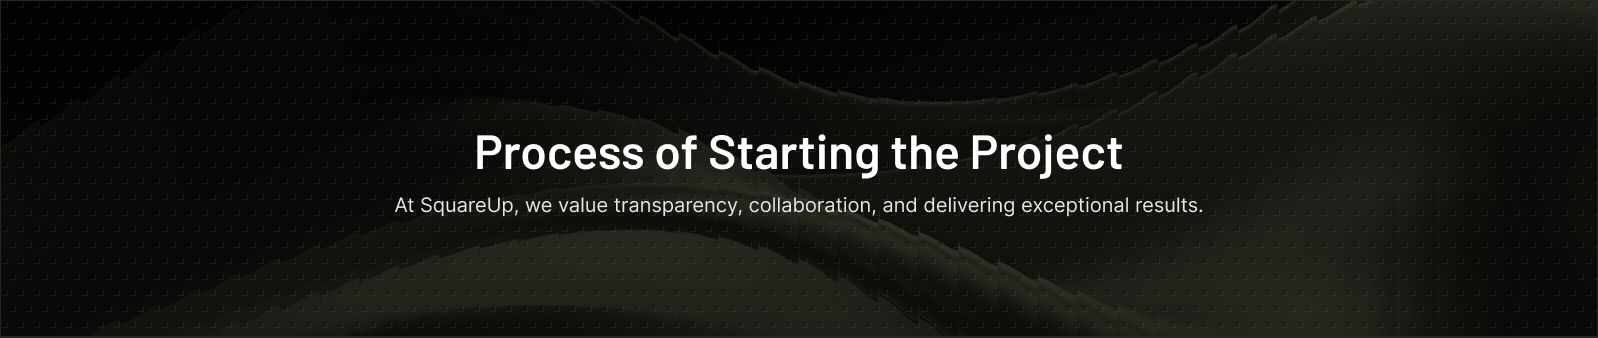 Process of Starting the Project
At SquareUp, we value transparency, collaboration, and delivering exceptional results.